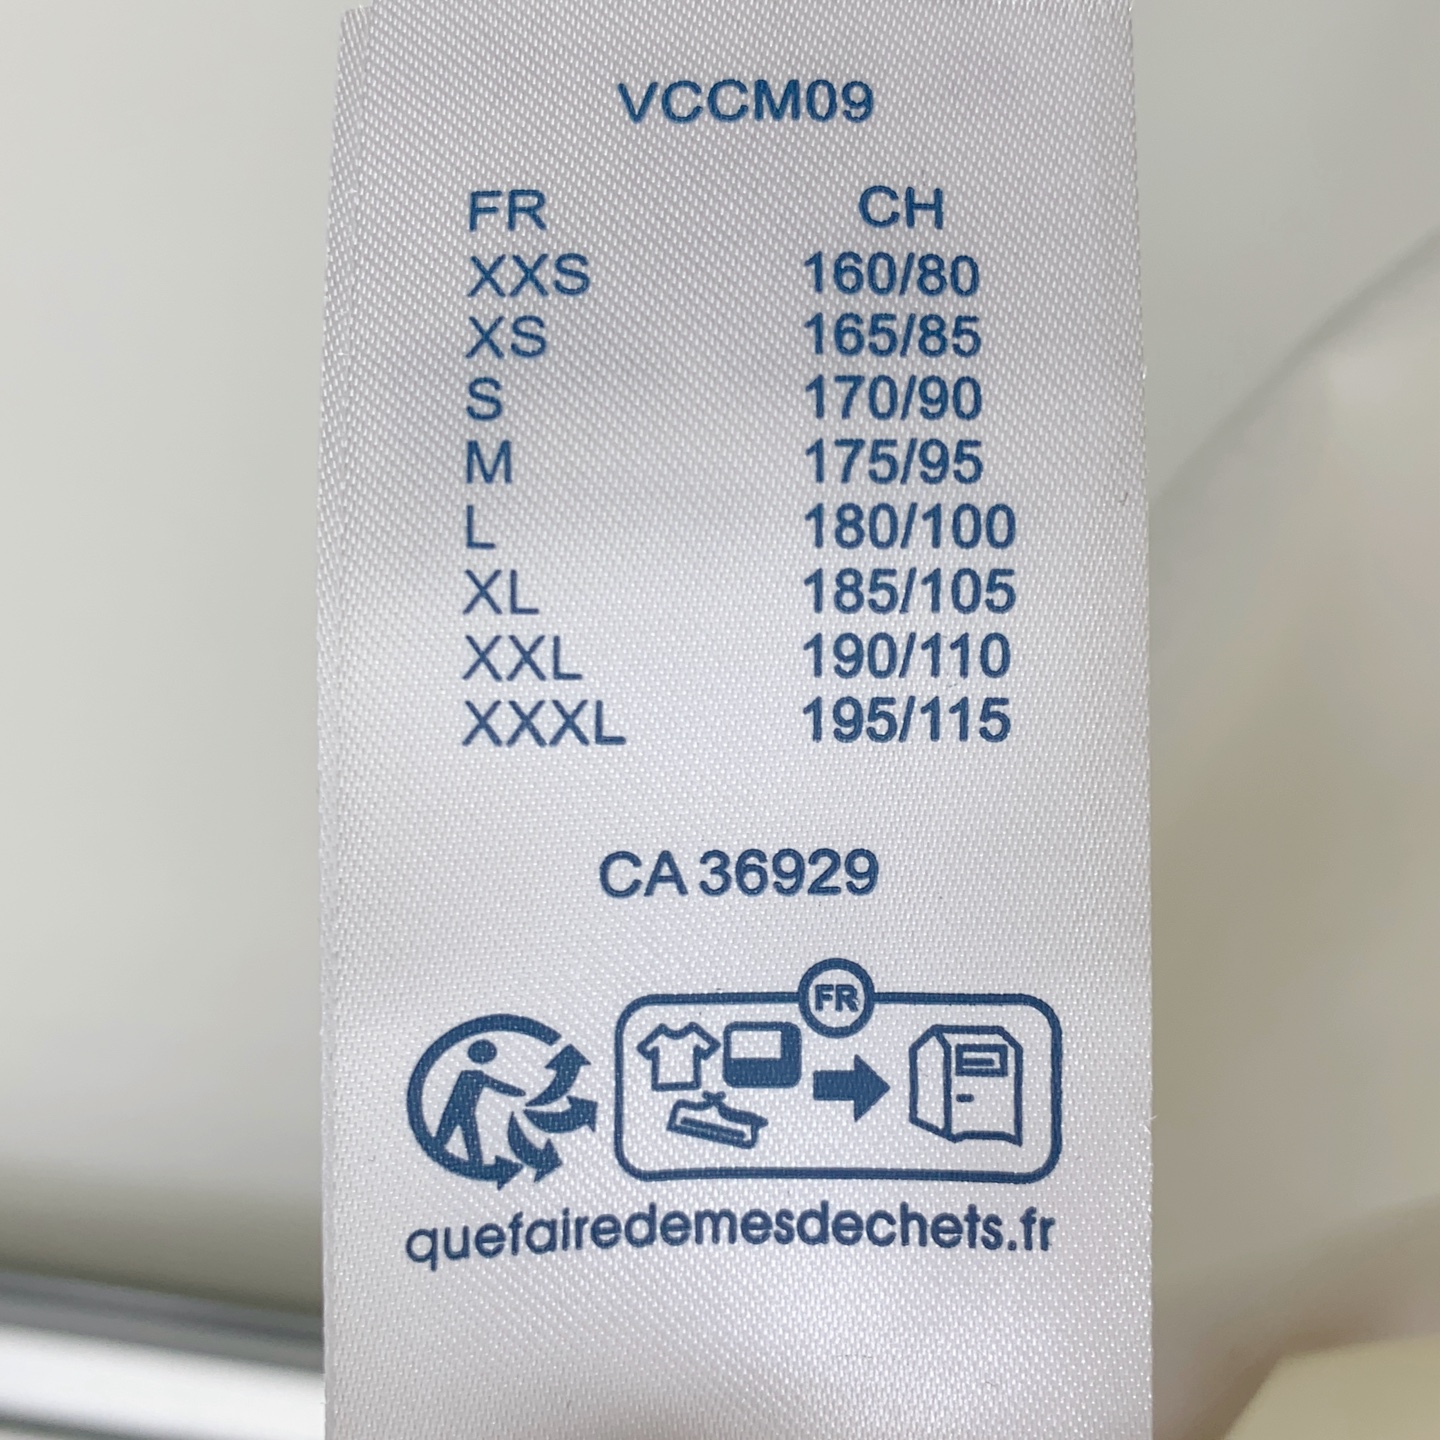 VCCM09
FR CH
XXS 160/80
XS 165/85
S 170/90
M 175/95
L 180/100
XL 185/105
XXL 190/110
XXXL 195/115
CA 36929
FR
quefairedemesdechets.fr